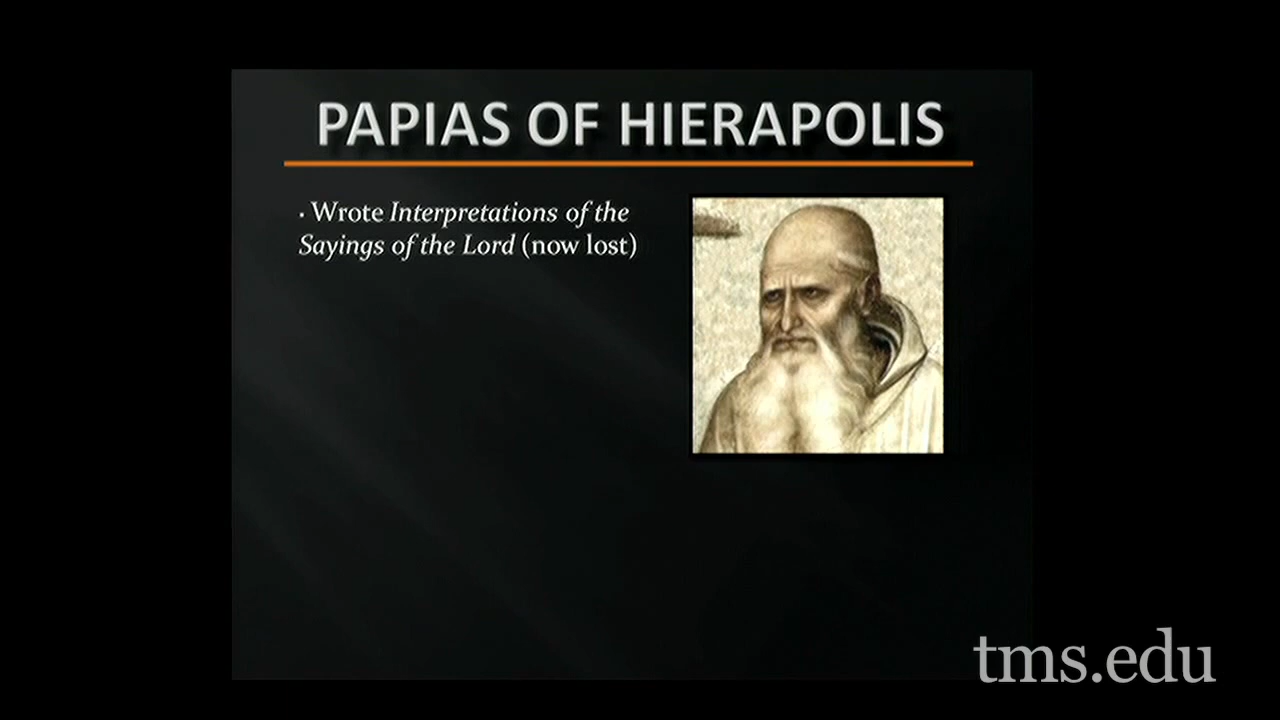 PAPIAS OF HIERAPOLIS
· Wrote Interpretations of the
Sayings of the Lord (now lost)
tms.edu